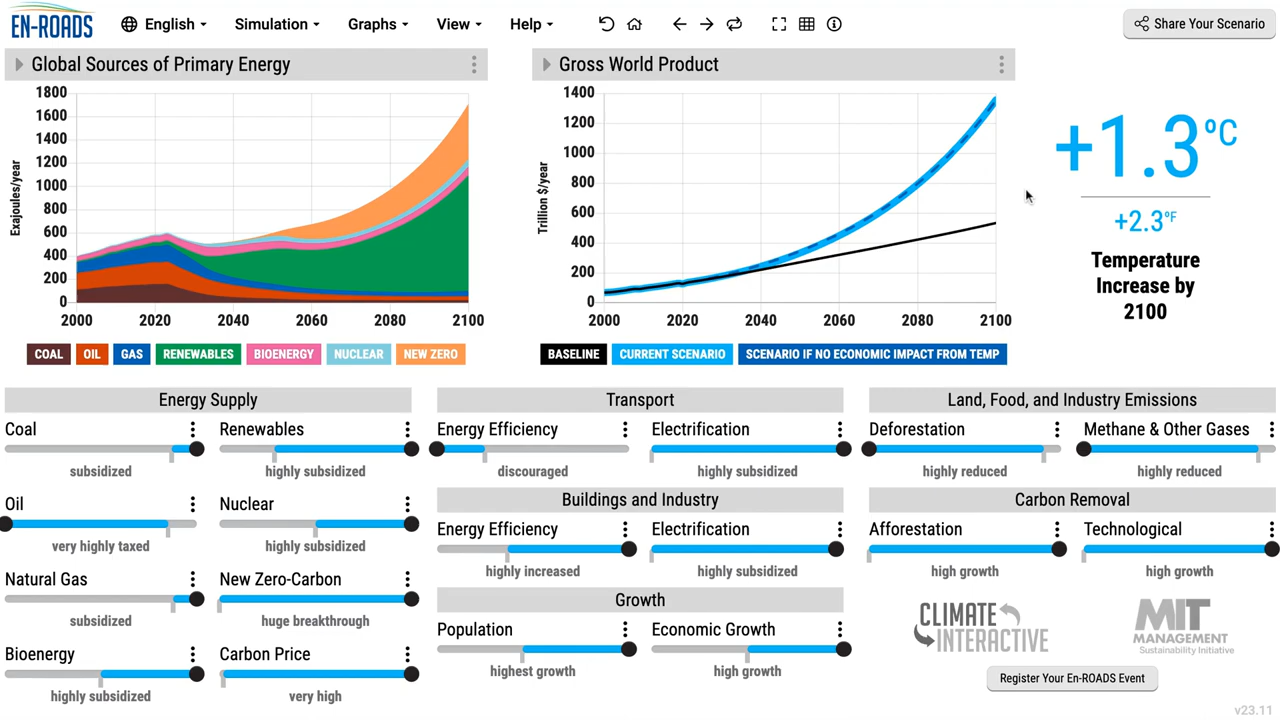 EN-ROADS
English
Simulation
Graphs
View
Help
Share Your Scenario
Global Sources of Primary Energy
Exajoules/year
1800
1600
1400
1200
1000
800
600
400
200
0
2000 2020 2040 2060 2080 2100
COAL OIL GAS RENEWABLES BIOENERGY NUCLEAR NEW ZERO
Gross World Product
Trillion $/year
1400
1200
1000
800
600
400
200
0
2000 2020 2040 2060 2080 2100
BASELINE CURRENT SCENARIO SCENARIO IF NO ECONOMIC IMPACT FROM TEMP
+1.3°C
+2.3°F
Temperature
Increase by
2100
Energy Supply
Coal
subsidized
Renewables
highly subsidized
Oil
very highly taxed
Nuclear
highly subsidized
Natural Gas
subsidized
New Zero-Carbon
huge breakthrough
Bioenergy
highly subsidized
Carbon Price
very high
Transport
Energy Efficiency
discouraged
Electrification
highly subsidized
Buildings and Industry
Energy Efficiency
highly increased
Electrification
highly subsidized
Growth
Population
highest growth
Economic Growth
high growth
Land, Food, and Industry Emissions
Deforestation
highly reduced
Methane & Other Gases
highly reduced
Carbon Removal
Afforestation
high growth
Technological
high growth
CLIMATE
INTERACTIVE
MIT
MANAGEMENT
Sustainability Initiative
Register Your En-ROADS Event
v23.11